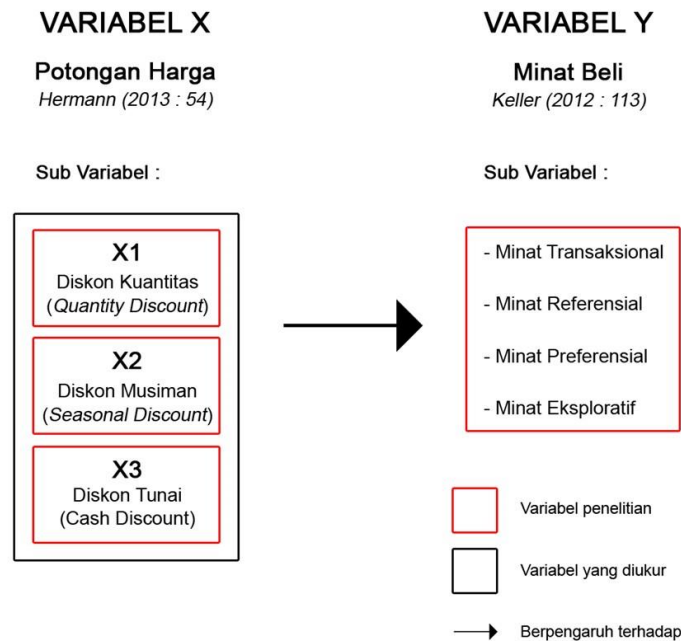 VARIABEL X
Potongan Harga
Hermann (2013 : 54)
Sub Variabel :
X1
Diskon Kuantitas
(Quantity Discount)
X2
Diskon Musiman
(Seasonal Discount)
X3
Diskon Tunai
(Cash Discount)
VARIABEL Y
Minat Beli
Keller (2012 : 113)
Sub Variabel :
- Minat Transaksional
- Minat Referensial
- Minat Preferensial
- Minat Eksploratif
Variabel penelitian
Variabel yang diukur
Berpengaruh terhadap